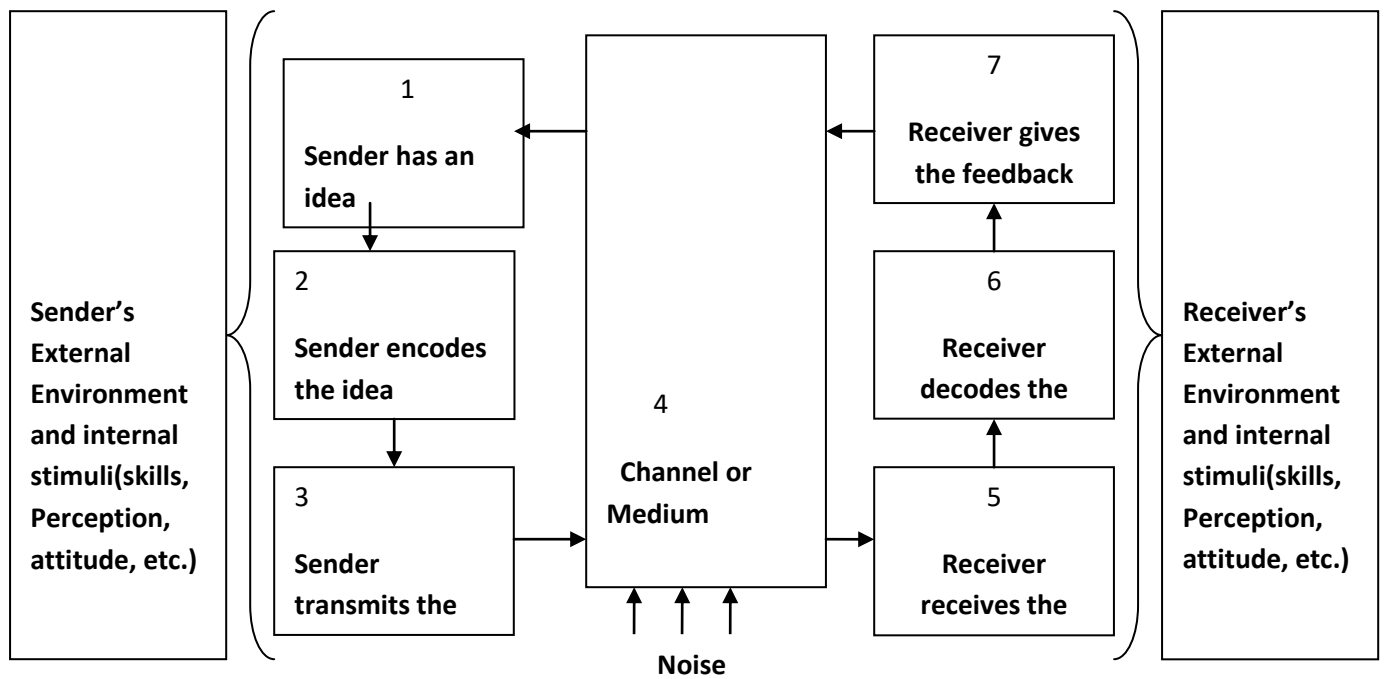 Sender’s
External
Environment
and internal
stimuli(skills,
Perception,
attitude, etc.)
1
Sender has an
idea
2
Sender encodes
the idea
3
Sender
transmits the
4
Channel or
Medium
Noise
5
Receiver
receives the
6
Receiver
decodes the
7
Receiver gives
the feedback
Receiver’s
External
Environment
and internal
stimuli(skills,
Perception,
attitude, etc.)